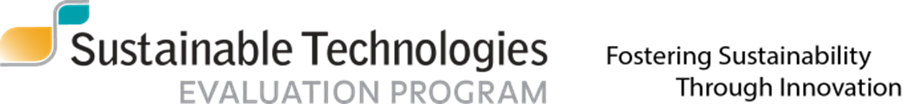 Sustainable Technologies
EVALUATION PROGRAM
Fostering Sustainability
Through Innovation